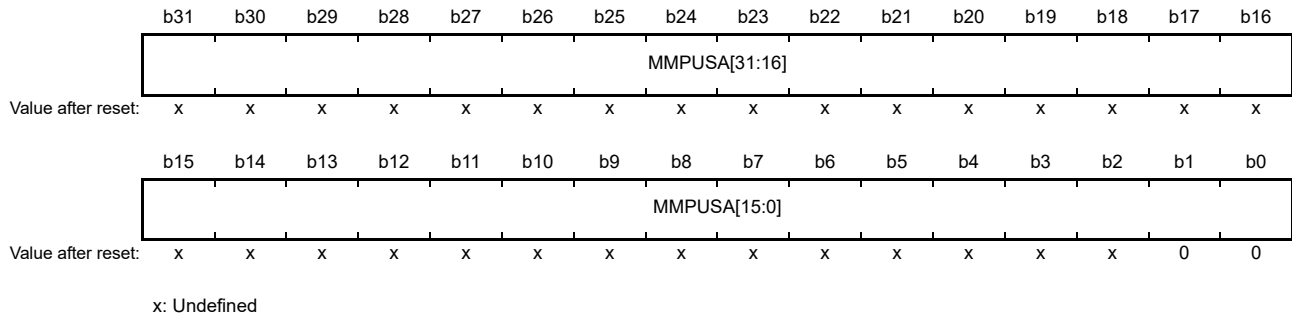 b31 b30 b29 b28 b27 b26 b25 b24 b23 b22 b21 b20 b19 b18 b17 b16
MMPUSA[31:16]
Value after reset: x x x x x x x x x x x x x x x x
b15 b14 b13 b12 b11 b10 b9 b8 b7 b6 b5 b4 b3 b2 b1 b0
MMPUSA[15:0]
Value after reset: x x x x x x x x x x x x x x 0 0
x: Undefined